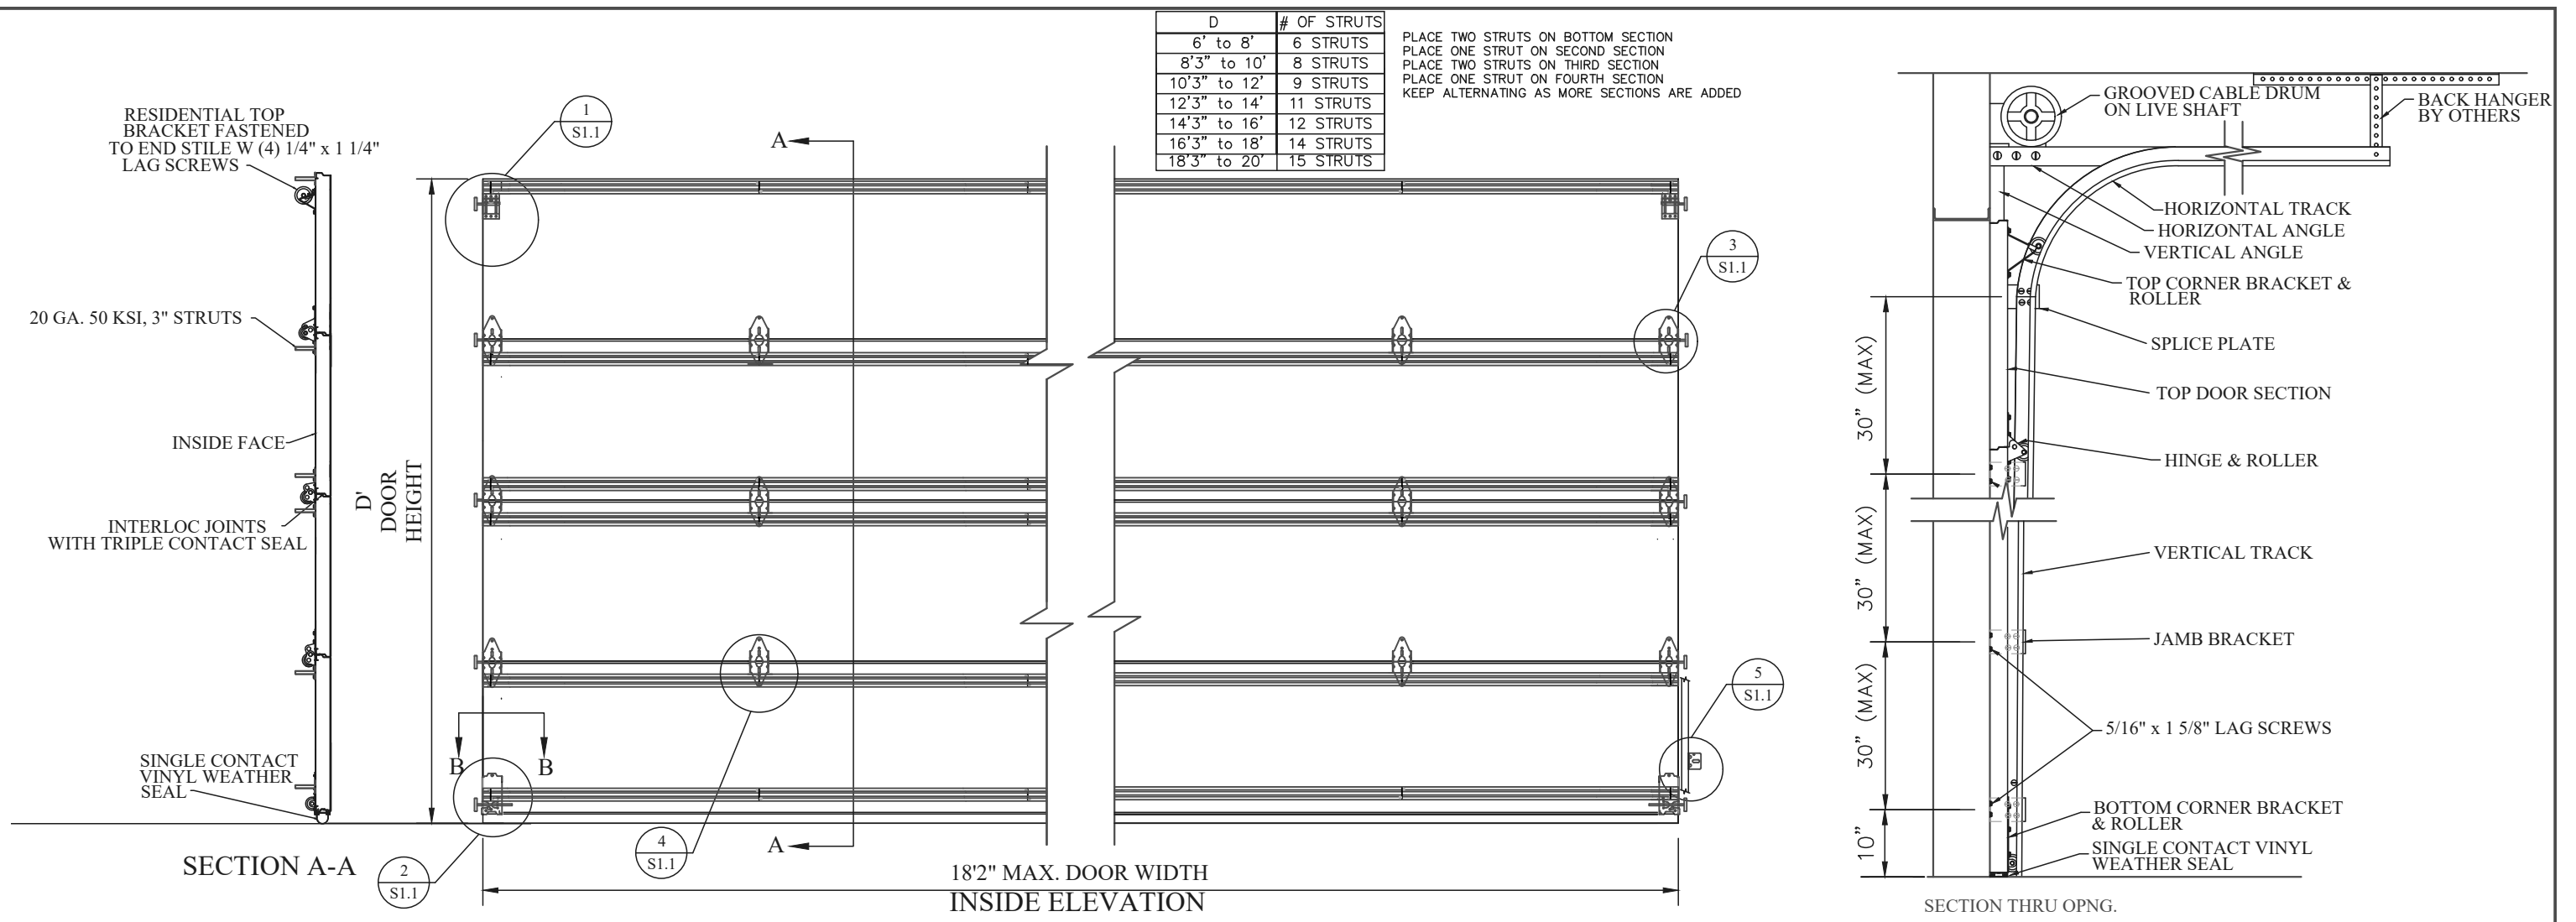 D # OF STRUTS
6' to 8' 6 STRUTS
8'3" to 10' 8 STRUTS
10'3" to 12' 9 STRUTS
12'3" to 14' 11 STRUTS
14'3" to 16' 12 STRUTS
16'3" to 18' 14 STRUTS
18'3" to 20' 15 STRUTS
PLACE TWO STRUTS ON BOTTOM SECTION
PLACE ONE STRUT ON SECOND SECTION
PLACE TWO STRUTS ON THIRD SECTION
PLACE ONE STRUT ON FOURTH SECTION
KEEP ALTERNATING AS MORE SECTIONS ARE ADDED
RESIDENTIAL TOP
BRACKET FASTENED
TO END STILE W (4) 1/4" x 1 1/4"
LAG SCREWS
20 GA. 50 KSI, 3" STRUTS
INSIDE FACE
INTERLOC JOINTS
WITH TRIPLE CONTACT SEAL
SINGLE CONTACT
VINYL WEATHER
SEAL
SECTION A-A
D'
DOOR
HEIGHT
1
S1.1
A
3
S1.1
B B
5
S1.1
4
S1.1
A
2
S1.1
18'2" MAX. DOOR WIDTH
INSIDE ELEVATION
GROOVED CABLE DRUM
ON LIVE SHAFT
BACK HANGER
BY OTHERS
HORIZONTAL TRACK
HORIZONTAL ANGLE
VERTICAL ANGLE
TOP CORNER BRACKET &
ROLLER
SPLICE PLATE
TOP DOOR SECTION
HINGE & ROLLER
VERTICAL TRACK
JAMB BRACKET
5/16" x 1 5/8" LAG SCREWS
BOTTOM CORNER BRACKET
& ROLLER
SINGLE CONTACT VINYL
WEATHER SEAL
30" (MAX)
30" (MAX)
30" (MAX)
10"
SECTION THRU OPNG.